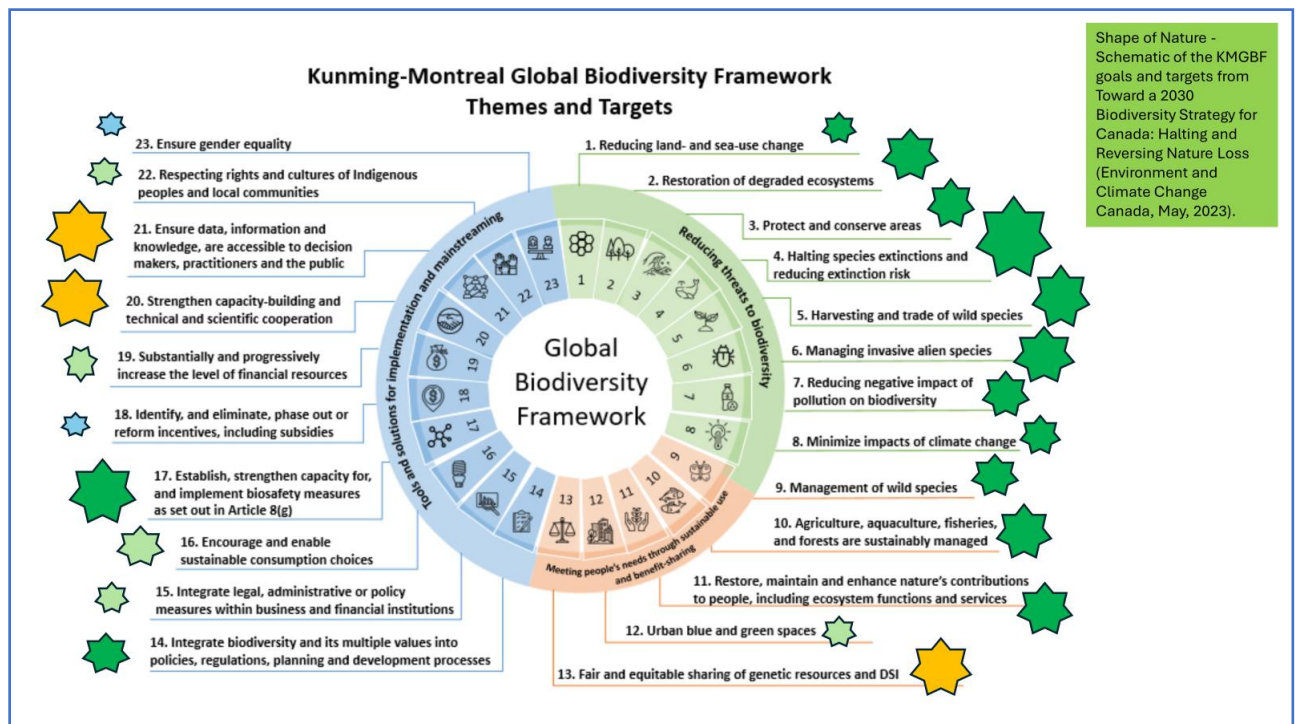 Shape of Nature -
Schematic of the KMGBF
goals and targets from
Toward a 2030
Biodiversity Strategy for
Canada: Halting and
Reversing Nature Loss
(Environment and
Climate Change
Canada, May, 2023).
Kunming-Montreal Global Biodiversity Framework
Themes and Targets
23. Ensure gender equality
22. Respecting rights and cultures of Indigenous
peoples and local communities
21. Ensure data, information and
knowledge, are accessible to decision
makers, practitioners and the public
20. Strengthen capacity-building and
technical and scientific cooperation
19. Substantially and progressively
increase the level of financial resources
18. Identify, and eliminate, phase out or
reform incentives, including subsidies
17. Establish, strengthen capacity for,
and implement biosafety measures
as set out in Article 8(g)
16. Encourage and enable
sustainable consumption choices
15. Integrate legal, administrative or policy
measures within business and financial institutions
14. Integrate biodiversity and its multiple values into
policies, regulations, planning and development processes
1. Reducing land- and sea-use change
2. Restoration of degraded ecosystems
3. Protect and conserve areas
4. Halting species extinctions and
reducing extinction risk
5. Harvesting and trade of wild species
6. Managing invasive alien species
7. Reducing negative impact of
pollution on biodiversity
8. Minimize impacts of climate change
9. Management of wild species
10. Agriculture, aquaculture, fisheries,
and forests are sustainably managed
11. Restore, maintain and enhance nature's contributions
to people, including ecosystem functions and services
12. Urban blue and green spaces
13. Fair and equitable sharing of genetic resources and DSI
Tools and solutions for implementation and mainstreaming
Reducing threats to biodiversity
Meeting people's needs through sustainable use
and benefit-sharing
Global
Biodiversity
Framework
1
2
3
4
5
6
7
8
9
10
11
12
13
14
15
16
17
18
19
20
21
22
23